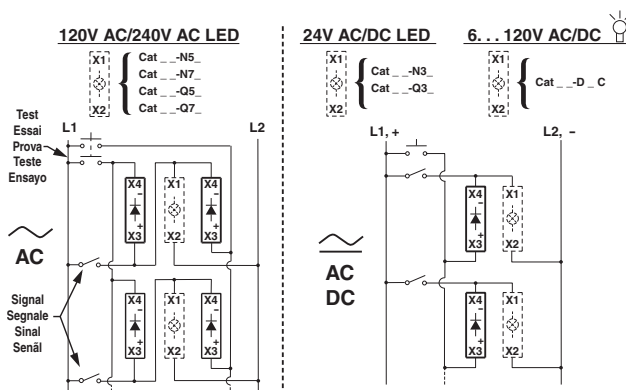 120V AC/240V AC LED
X1
X2
Cat _ _-N5_
Cat _ _-N7_
Cat _ _-Q5_
Cat _ _-Q7_
Test
Essai
Prova
Teste
Ensayo
L1
L2
X4
–
+
X3
X1
X2
X4
–
+
X3
AC
Signal
Segnale
Sinal
Senãl
X4
–
+
X3
X1
X2
X4
–
+
X3
24V AC/DC LED
X1
X2
Cat _ _-N3_
Cat _ _-Q3_
6. . . 120V AC/DC
X1
X2
Cat _ _-D _ C
L1, +
L2, –
X4
–
+
X3
X1
X2
AC
DC
X4
–
+
X3
X1
X2